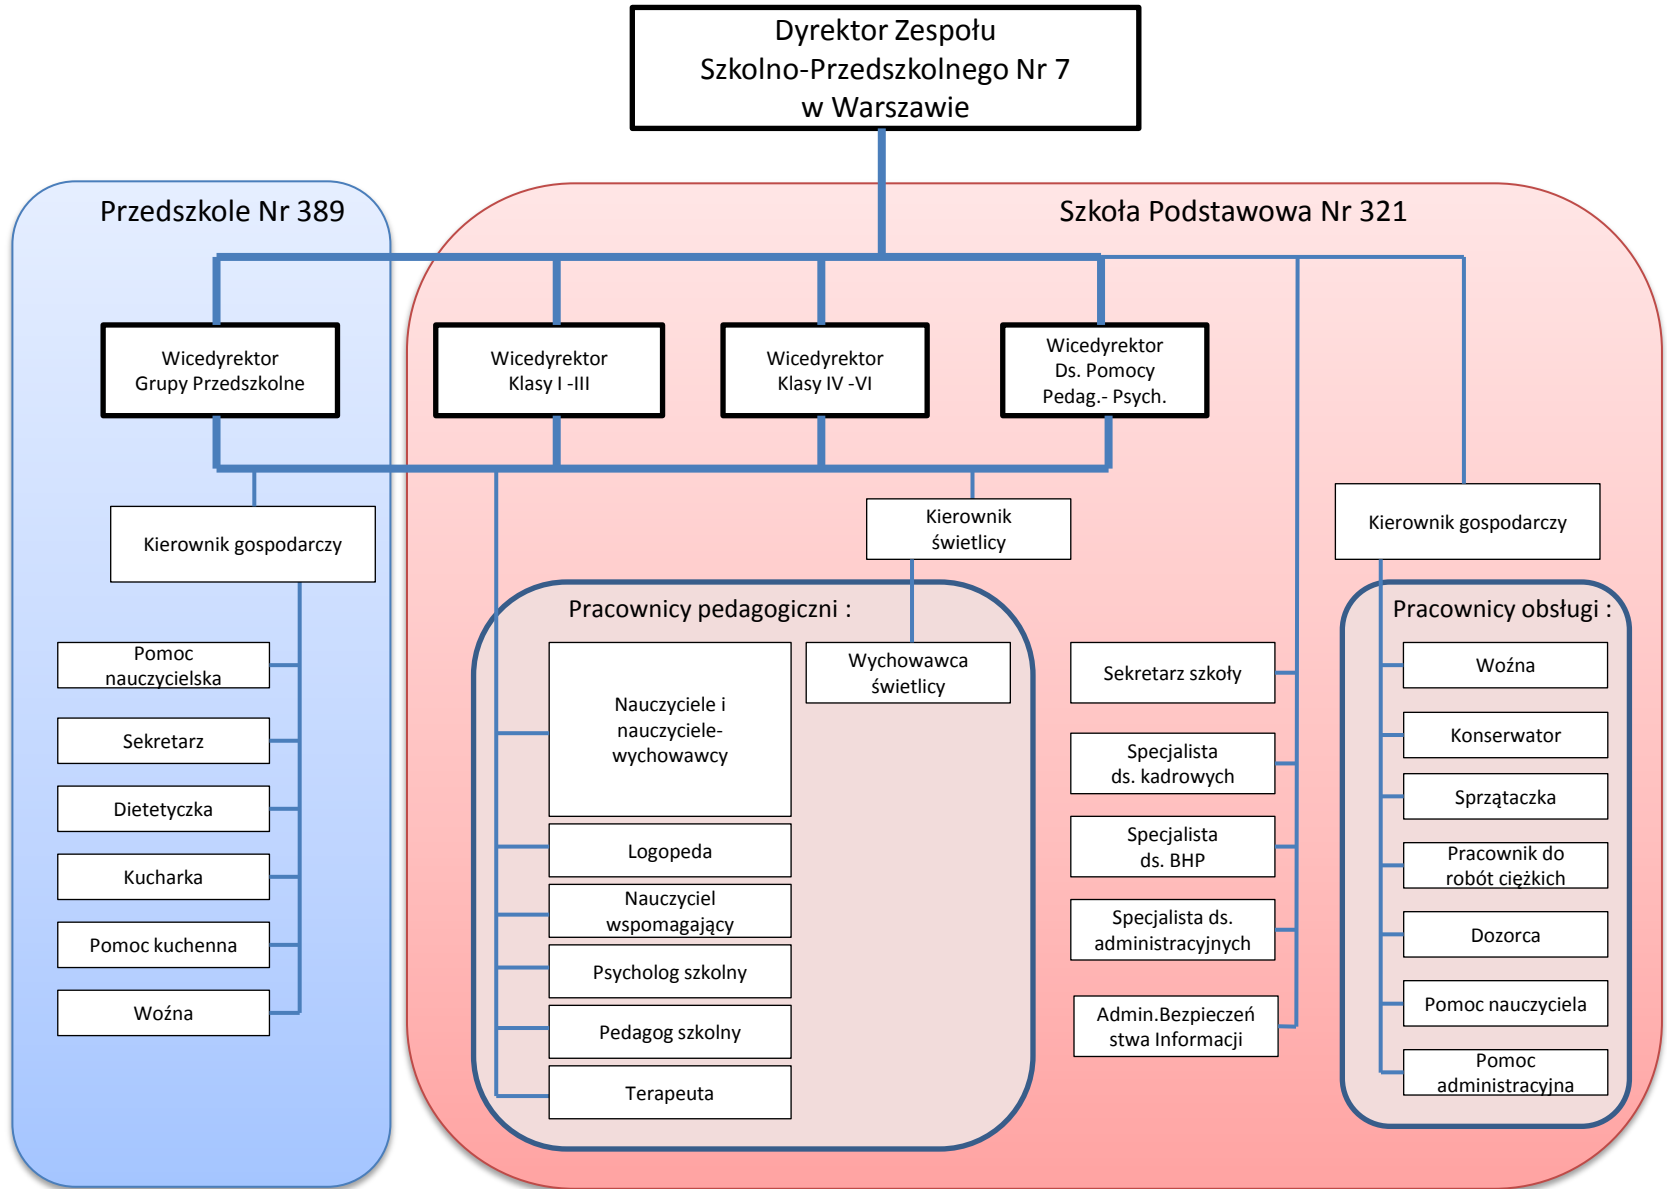 Dyrektor Zespołu
Szkolno-Przedszkolnego Nr 7
w Warszawie
Przedszkole Nr 389
Szkoła Podstawowa Nr 321
Wicedyrektor
Grupy Przedszkolne
Wicedyrektor
Klasy I -III
Wicedyrektor
Klasy IV -VI
Wicedyrektor
Ds. Pomocy
Pedag.- Psych.
Kierownik gospodarczy
Kierownik
świetlicy
Kierownik gospodarczy
Pomoc
nauczycielska
Sekretarz
Dietetyczka
Kucharka
Pomoc kuchenna
Woźna
Pracownicy pedagogiczni :
Nauczyciele i
nauczyciele-
wychowawcy
Wychowawca
świetlicy
Logopeda
Nauczyciel
wspomagający
Psycholog szkolny
Pedagog szkolny
Terapeuta
Sekretarz szkoły
Specjalista
ds. kadrowych
Specjalista
ds. BHP
Specjalista ds.
administracyjnych
Admin.Bezpieczeń
stwa Informacji
Pracownicy obsługi :
Woźna
Konserwator
Sprzątaczka
Pracownik do
robót ciężkich
Dozorca
Pomoc nauczyciela
Pomoc
administracyjna